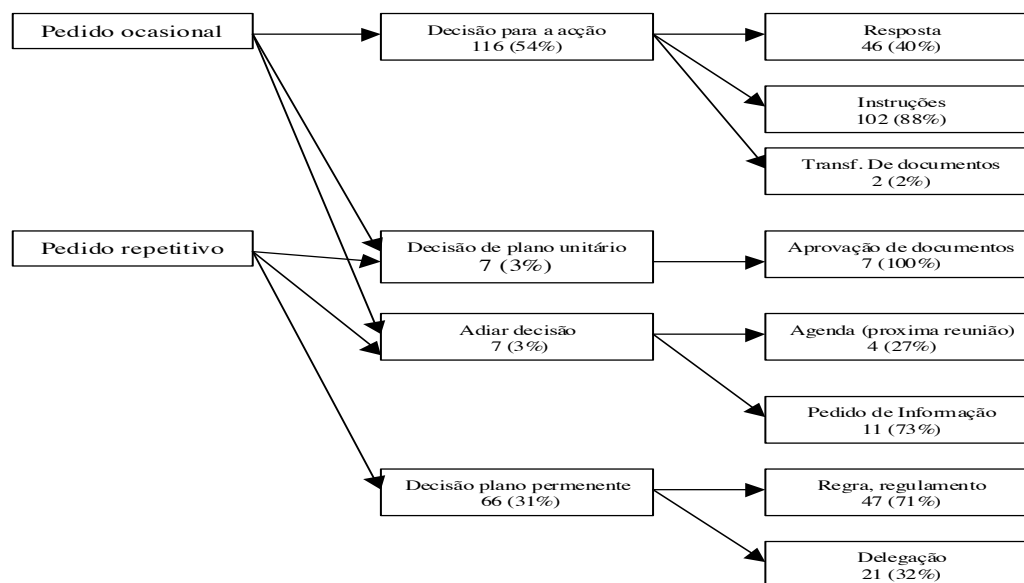 Pedido ocasional
Decisão para a acção
116 (54%)
Resposta
46 (40%)
Instruções
102 (88%)
Transf. De documentos
2 (2%)
Pedido repetitivo
Decisão de plano unitário
7 (3%)
Aprovação de documentos
7 (100%)
Adiar decisão
7 (3%)
Agenda (proxima reunião)
4 (27%)
Pedido de Informação
11 (73%)
Decisão plano permenente
66 (31%)
Regra, regulamento
47 (71%)
Delegação
21 (32%)